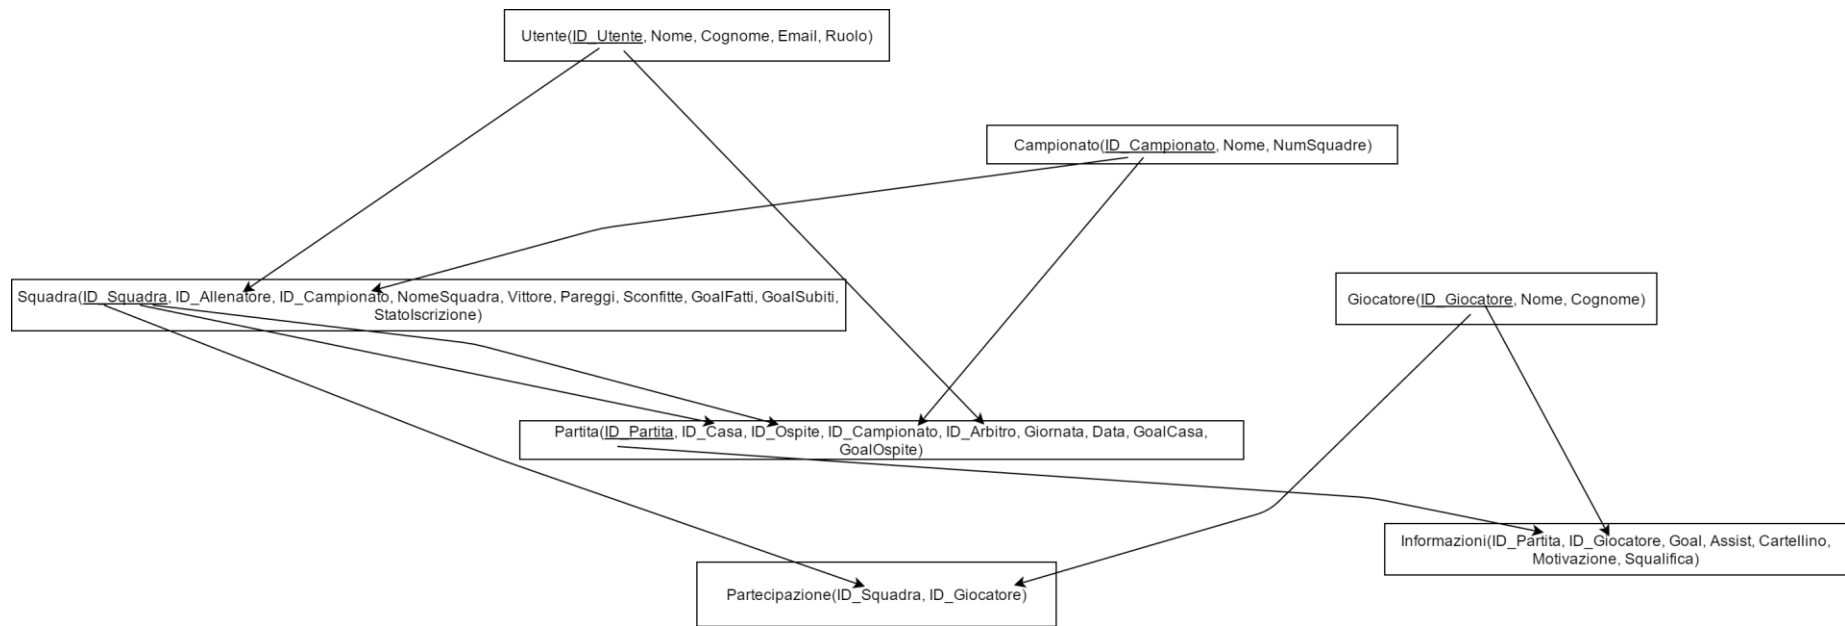 Utente(ID_Utente, Nome, Cognome, Email, Ruolo)
Campionato(ID_Campionato, Nome, NumSquadre)
Squadra(ID_Squadra, ID_Allenatore, ID_Campionato, NomeSquadra, Vittore, Pareggi, Sconfitte, GoalFatti, GoalSubiti,
StatoIscrizione)
Giocatore(ID_Giocatore, Nome, Cognome)
Partita(ID_Partita, ID_Casa, ID_Ospite, ID_Campionato, ID_Arbitro, Giornata, Data, GoalCasa,
GoalOspite)
Informazioni(ID_Partita, ID_Giocatore, Goal, Assist, Cartellino,
Motivazione, Squalifica)
Partecipazione(ID_Squadra, ID_Giocatore)